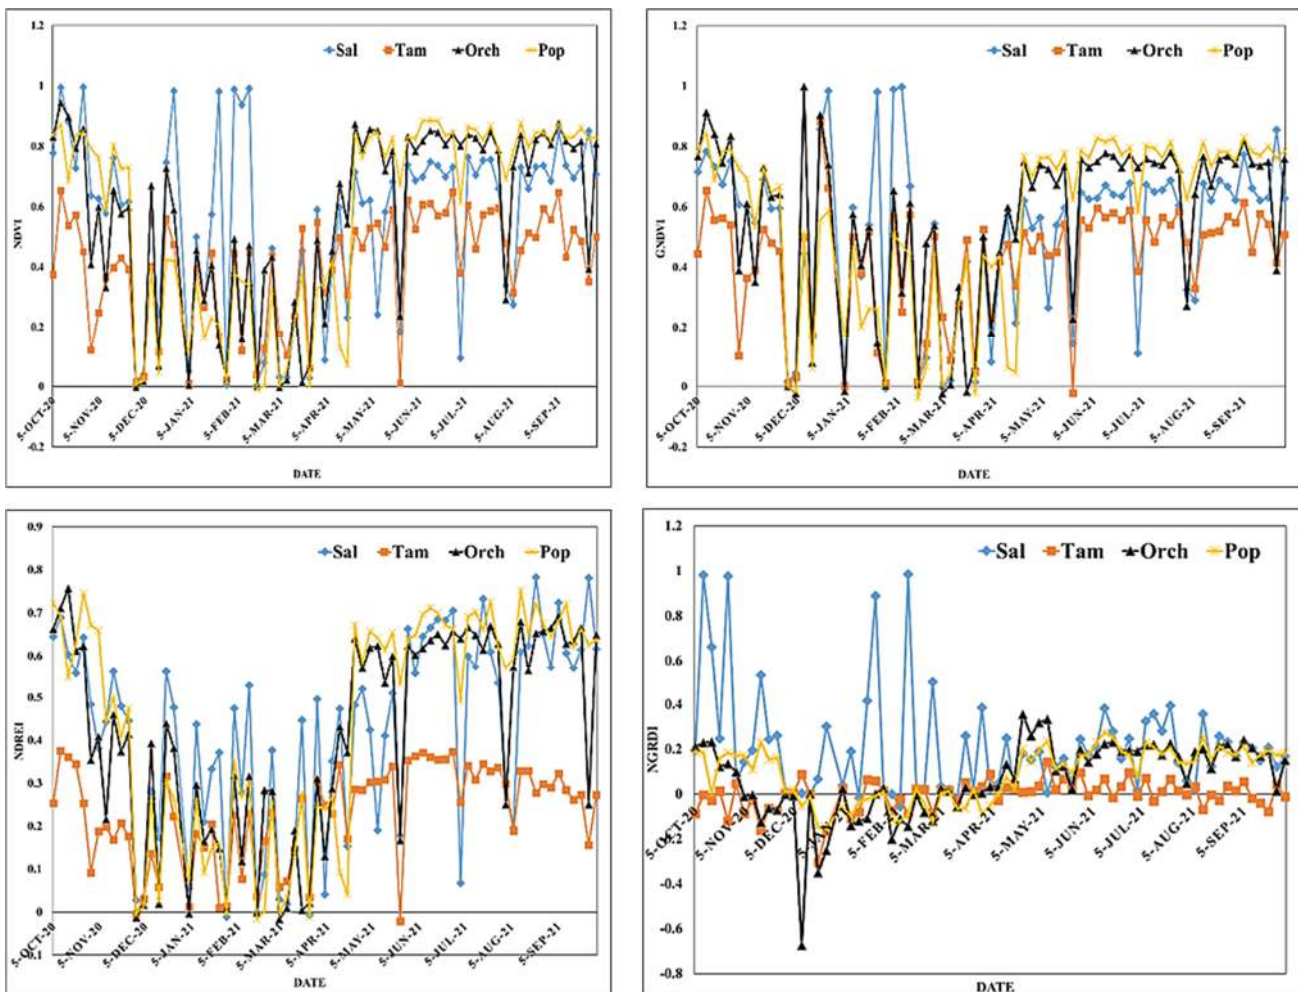 1.2
1
0.8
0.6
0.4
0.2
0
-0.2
NDVI
Sal Tam Orch Pop
5-OCT-20 5-NOV-20 5-DEC-20 5-JAN-21 5-FEB-21 5-MAR-21 5-APR-21 5-MAY-21 5-JUN-21 5-JUL-21 5-AUG-21 5-SEP-21
DATE
1.2
1
0.8
0.6
0.4
0.2
0
-0.2
GNDVI
Sal Tam Orch Pop
5-OCT-20 5-NOV-20 5-DEC-20 5-JAN-21 5-FEB-21 5-MAR-21 5-APR-21 5-MAY-21 5-JUN-21 5-JUL-21 5-AUG-21 5-SEP-21
DATE
0.9
0.8
0.7
0.6
0.5
0.4
0.3
0.2
0.1
0
0.1
NDREI
Sal Tam Orch Pop
5-OCT-20 5-NOV-20 5-DEC-20 5-JAN-21 5-FEB-21 5-MAR-21 5-APR-21 5-MAY-21 5-JUN-21 5-JUL-21 5-AUG-21 5-SEP-21
DATE
1.2
1
0.8
0.6
0.4
0.2
0
-0.2
-0.4
-0.6
-0.8
NGRDI
Sal Tam Orch Pop
5-OCT-20 5-NOV-20 5-DEC-20 5-JAN-21 5-FEB-21 5-MAR-21 5-APR-21 5-MAY-21 5-JUN-21 5-JUL-21 5-AUG-21 5-SEP-21
DATE